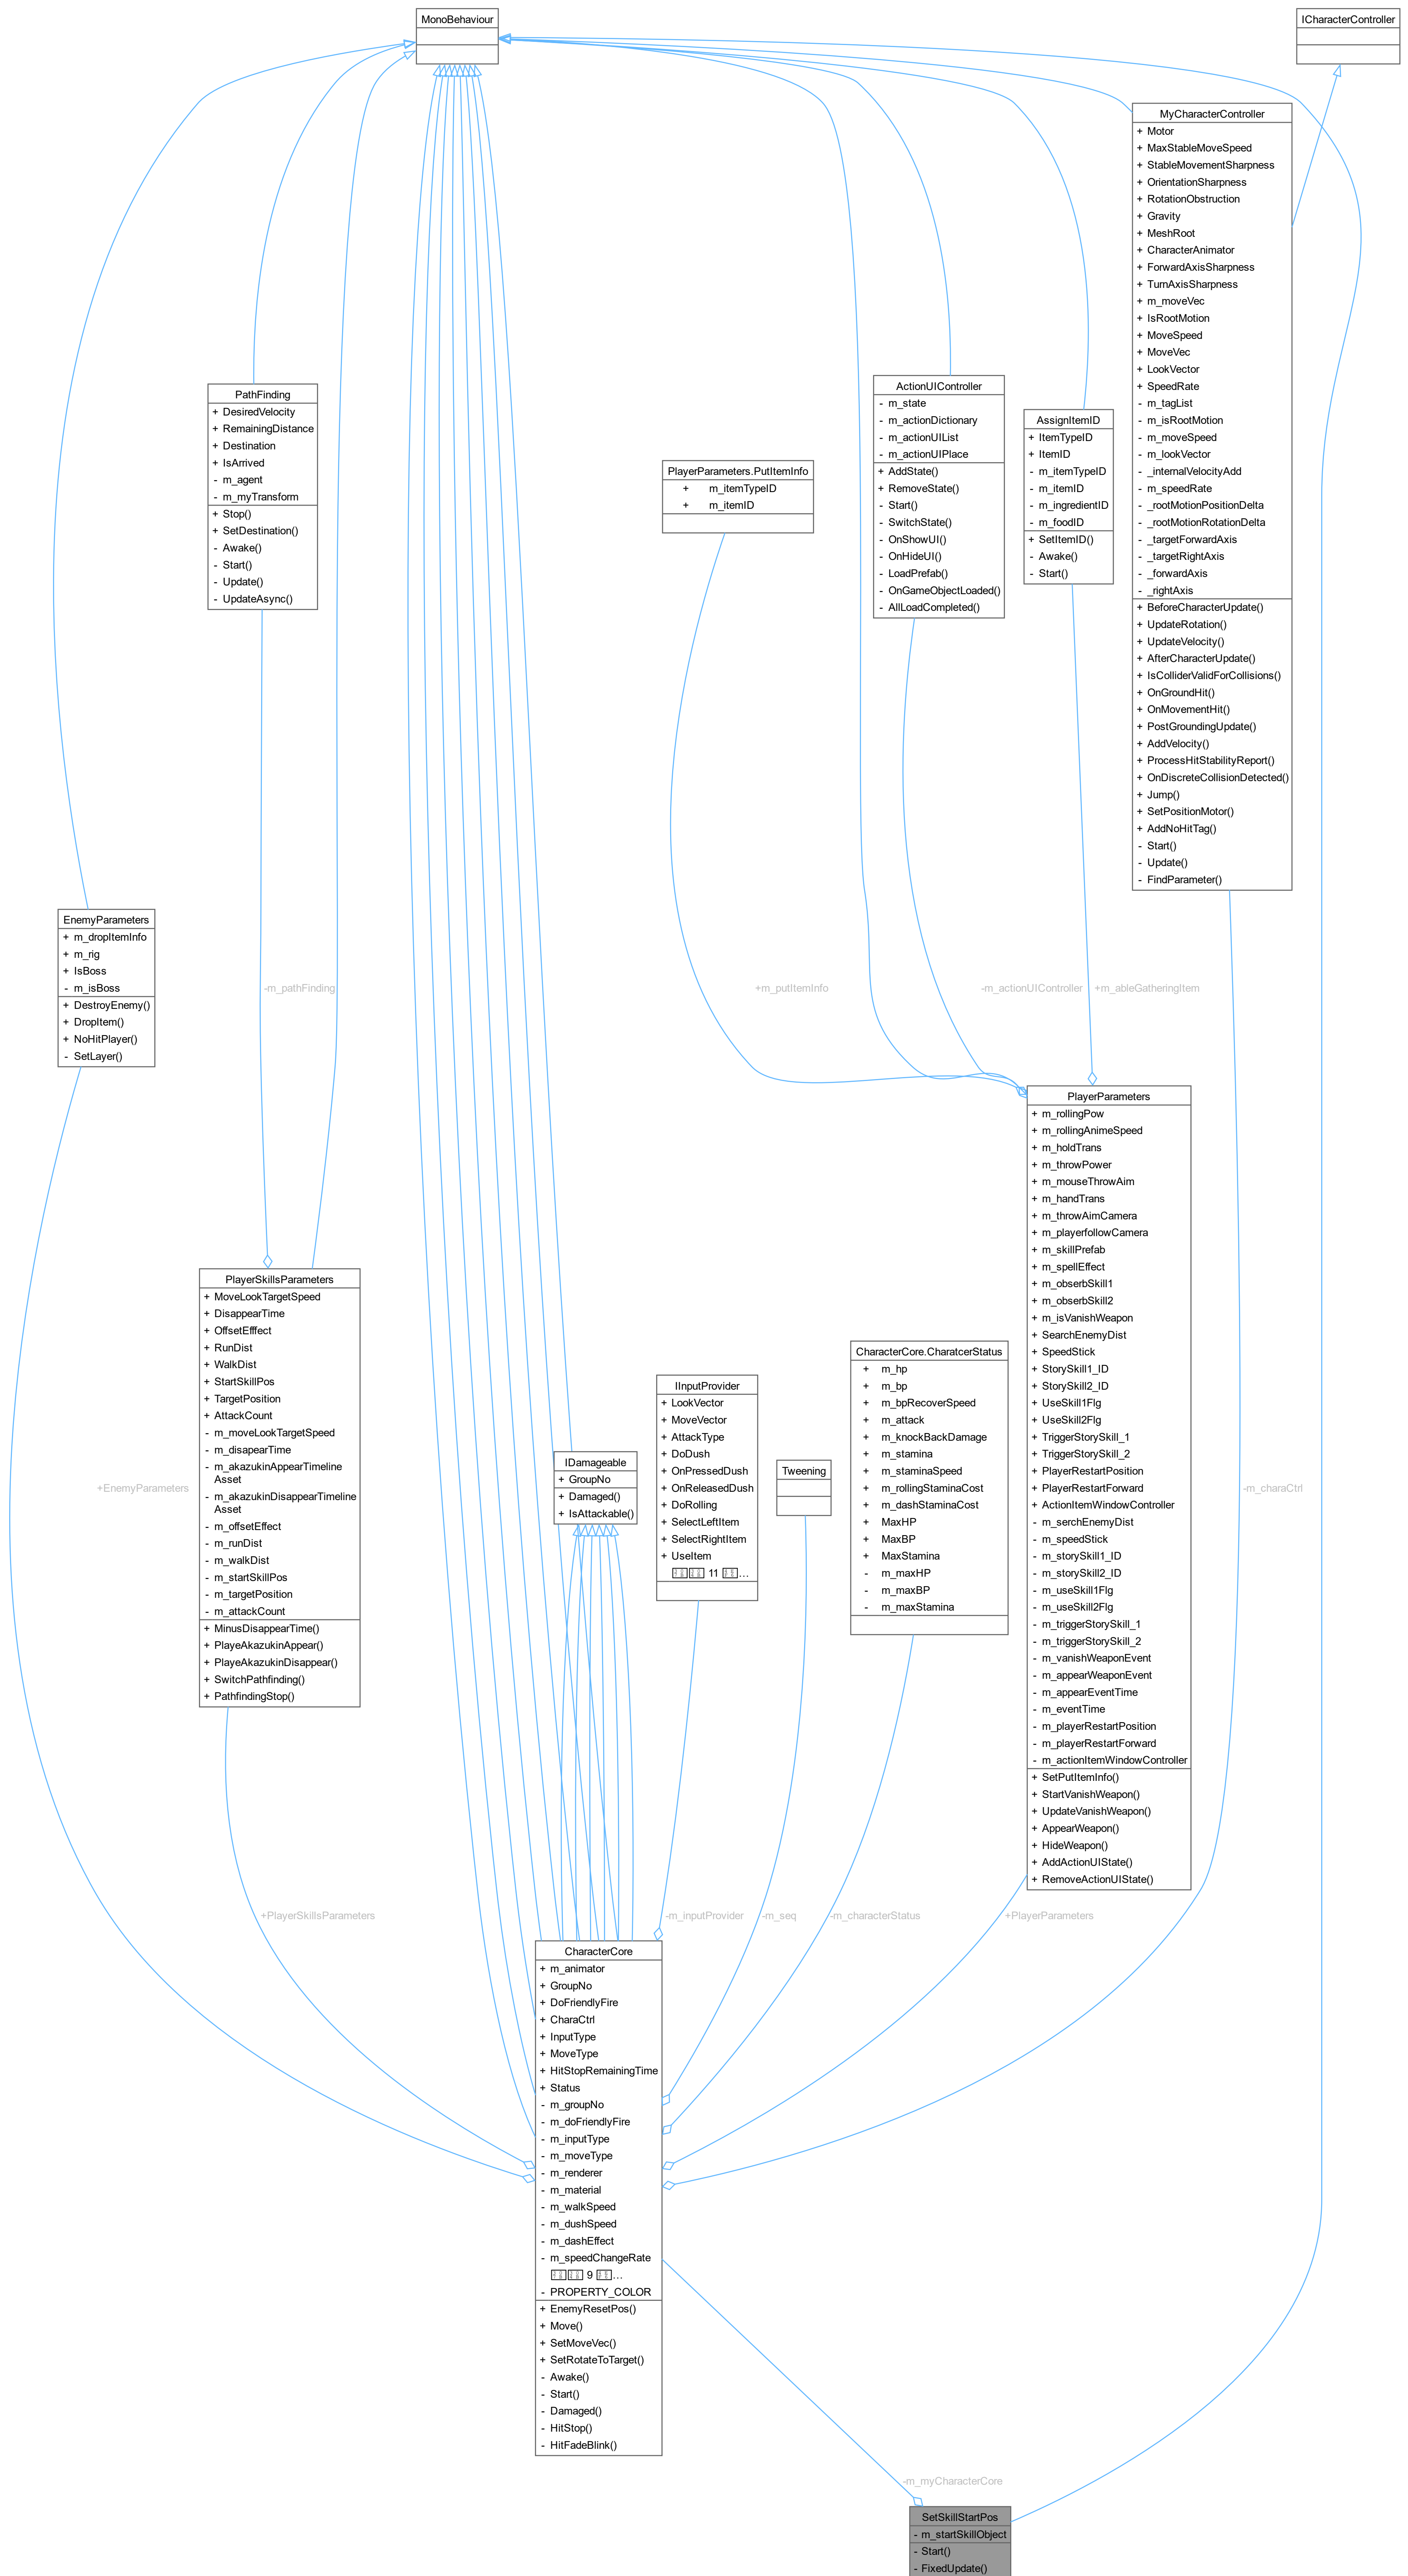 MonoBehaviour
ICharacterController
MyCharacterController
+ Motor
+ MaxStableMoveSpeed
+ StableMovementSharpness
+ OrientationSharpness
+ RotationObstruction
+ Gravity
+ MeshRoot
+ CharacterAnimator
+ ForwardAxisSharpness
+ TurnAxisSharpness
+ m_moveVec
+ IsRootMotion
+ MoveSpeed
+ MoveVec
+ LookVector
+ SpeedRate
- m_tagList
- m_isRootMotion
- m_moveSpeed
- m_lookVector
- _internalVelocityAdd
- m_speedRate
- _rootMotionPositionDelta
- _rootMotionRotationDelta
- _targetForwardAxis
- _targetRightAxis
- _forwardAxis
- _rightAxis
+ BeforeCharacterUpdate()
+ UpdateRotation()
+ UpdateVelocity()
+ AfterCharacterUpdate()
+ IsColliderValidForCollisions()
+ OnGroundHit()
+ OnMovementHit()
+ PostGroundingUpdate()
+ AddVelocity()
+ ProcessHitStabilityReport()
+ OnDiscreteCollisionDetected()
+ Jump()
+ SetPositionMotor()
+ AddNoHitTag()
- Start()
- Update()
- FindParameter()
PathFinding
+ DesiredVelocity
+ RemainingDistance
+ Destination
+ IsArrived
- m_agent
- m_myTransform
+ Stop()
+ SetDestination()
- Awake()
- Start()
- Update()
- UpdateAsync()
ActionUIController
- m_state
- m_actionDictionary
- m_actionUIList
- m_actionUIPlace
+ AddState()
+ RemoveState()
- Start()
- SwitchState()
- OnShowUI()
- OnHideUI()
- LoadPrefab()
- OnGameObjectLoaded()
- AllLoadCompleted()
AssignItemID
+ ItemTypeID
+ ItemID
- m_itemTypeID
- m_itemID
- m_ingredientID
- m_foodID
+ SetItemID()
- Awake()
- Start()
PlayerParameters.PutItemInfo
+ m_itemTypeID
+ m_itemID
EnemyParameters
+ m_dropItemInfo
+ m_rig
+ IsBoss
- m_isBoss
+ DestroyEnemy()
+ DropItem()
+ NoHitPlayer()
- SetLayer()
-m_pathFinding
+m_putItemInfo
-m_actionUIController
+m_ableGatheringItem
PlayerParameters
+ m_rollingPow
+ m_rollingAnimeSpeed
+ m_holdTrans
+ m_throwPower
+ m_mouseThrowAim
+ m_handTrans
+ m_throwAimCamera
+ m_playerfollowCamera
+ m_skillPrefab
+ m_spellEffect
+ m_obserbSkill1
+ m_obserbSkill2
+ m_isVanishWeapon
+ SearchEnemyDist
+ SpeedStick
+ StorySkill1_ID
+ StorySkill2_ID
+ UseSkill1Flg
+ UseSkill2Flg
+ TriggerStorySkill_1
+ TriggerStorySkill_2
+ PlayerRestartPosition
+ PlayerRestartForward
+ ActionItemWindowController
- m_serchEnemyDist
- m_speedStick
- m_storySkill1_ID
- m_storySkill2_ID
- m_useSkill1Flg
- m_useSkill2Flg
- m_triggerStorySkill_1
- m_triggerStorySkill_2
- m_vanishWeaponEvent
- m_appearWeaponEvent
- m_appearEventTime
- m_eventTime
- m_playerRestartPosition
- m_playerRestartForward
- m_actionItemWindowController
+ SetPutItemInfo()
+ StartVanishWeapon()
+ UpdateVanishWeapon()
+ AppearWeapon()
+ HideWeapon()
+ AddActionUIState()
+ RemoveActionUIState()
PlayerSkillsParameters
+ MoveLookTargetSpeed
+ DisappearTime
+ OffsetEfffect
+ RunDist
+ WalkDist
+ StartSkillPos
+ TargetPosition
+ AttackCount
- m_moveLookTargetSpeed
- m_disapearTime
- m_akazukinAppearTimeline
Asset
- m_akazukinDisappearTimeline
Asset
- m_offsetEffect
- m_runDist
- m_walkDist
- m_startSkillPos
- m_targetPosition
- m_attackCount
+ MinusDisappearTime()
+ PlayeAkazukinAppear()
+ PlayeAkazukinDisappear()
+ SwitchPathfinding()
+ PathfindingStop()
CharacterCore.CharatcerStatus
+ m_hp
+ m_bp
+ m_bpRecoverSpeed
+ m_attack
+ m_knockBackDamage
+ m_stamina
+ m_staminaSpeed
+ m_rollingStaminaCost
+ m_dashStaminaCost
+ MaxHP
+ MaxBP
+ MaxStamina
- m_maxHP
- m_maxBP
- m_maxStamina
IInputProvider
+ LookVector
+ MoveVector
+ AttackType
+ DoDush
+ OnPressedDush
+ OnReleasedDush
+ DoRolling
+ SelectLeftItem
+ SelectRightItem
+ UseItem
11 ...
IDamageable
+ GroupNo
+ Damaged()
+ IsAttackable()
Tweening
+EnemyParameters
-m_charaCtrl
+PlayerSkillsParameters
-m_inputProvider
-m_seq
-m_characterStatus
+PlayerParameters
CharacterCore
+ m_animator
+ GroupNo
+ DoFriendlyFire
+ CharaCtrl
+ InputType
+ MoveType
+ HitStopRemainingTime
+ Status
- m_groupNo
- m_doFriendlyFire
- m_inputType
- m_moveType
- m_renderer
- m_material
- m_walkSpeed
- m_dushSpeed
- m_dashEffect
- m_speedChangeRate
9 ...
- PROPERTY_COLOR
+ EnemyResetPos()
+ Move()
+ SetMoveVec()
+ SetRotateToTarget()
- Awake()
- Start()
- Damaged()
- HitStop()
- HitFadeBlink()
-m_myCharacterCore
SetSkillStartPos
- m_startSkillObject
- Start()
- FixedUpdate()